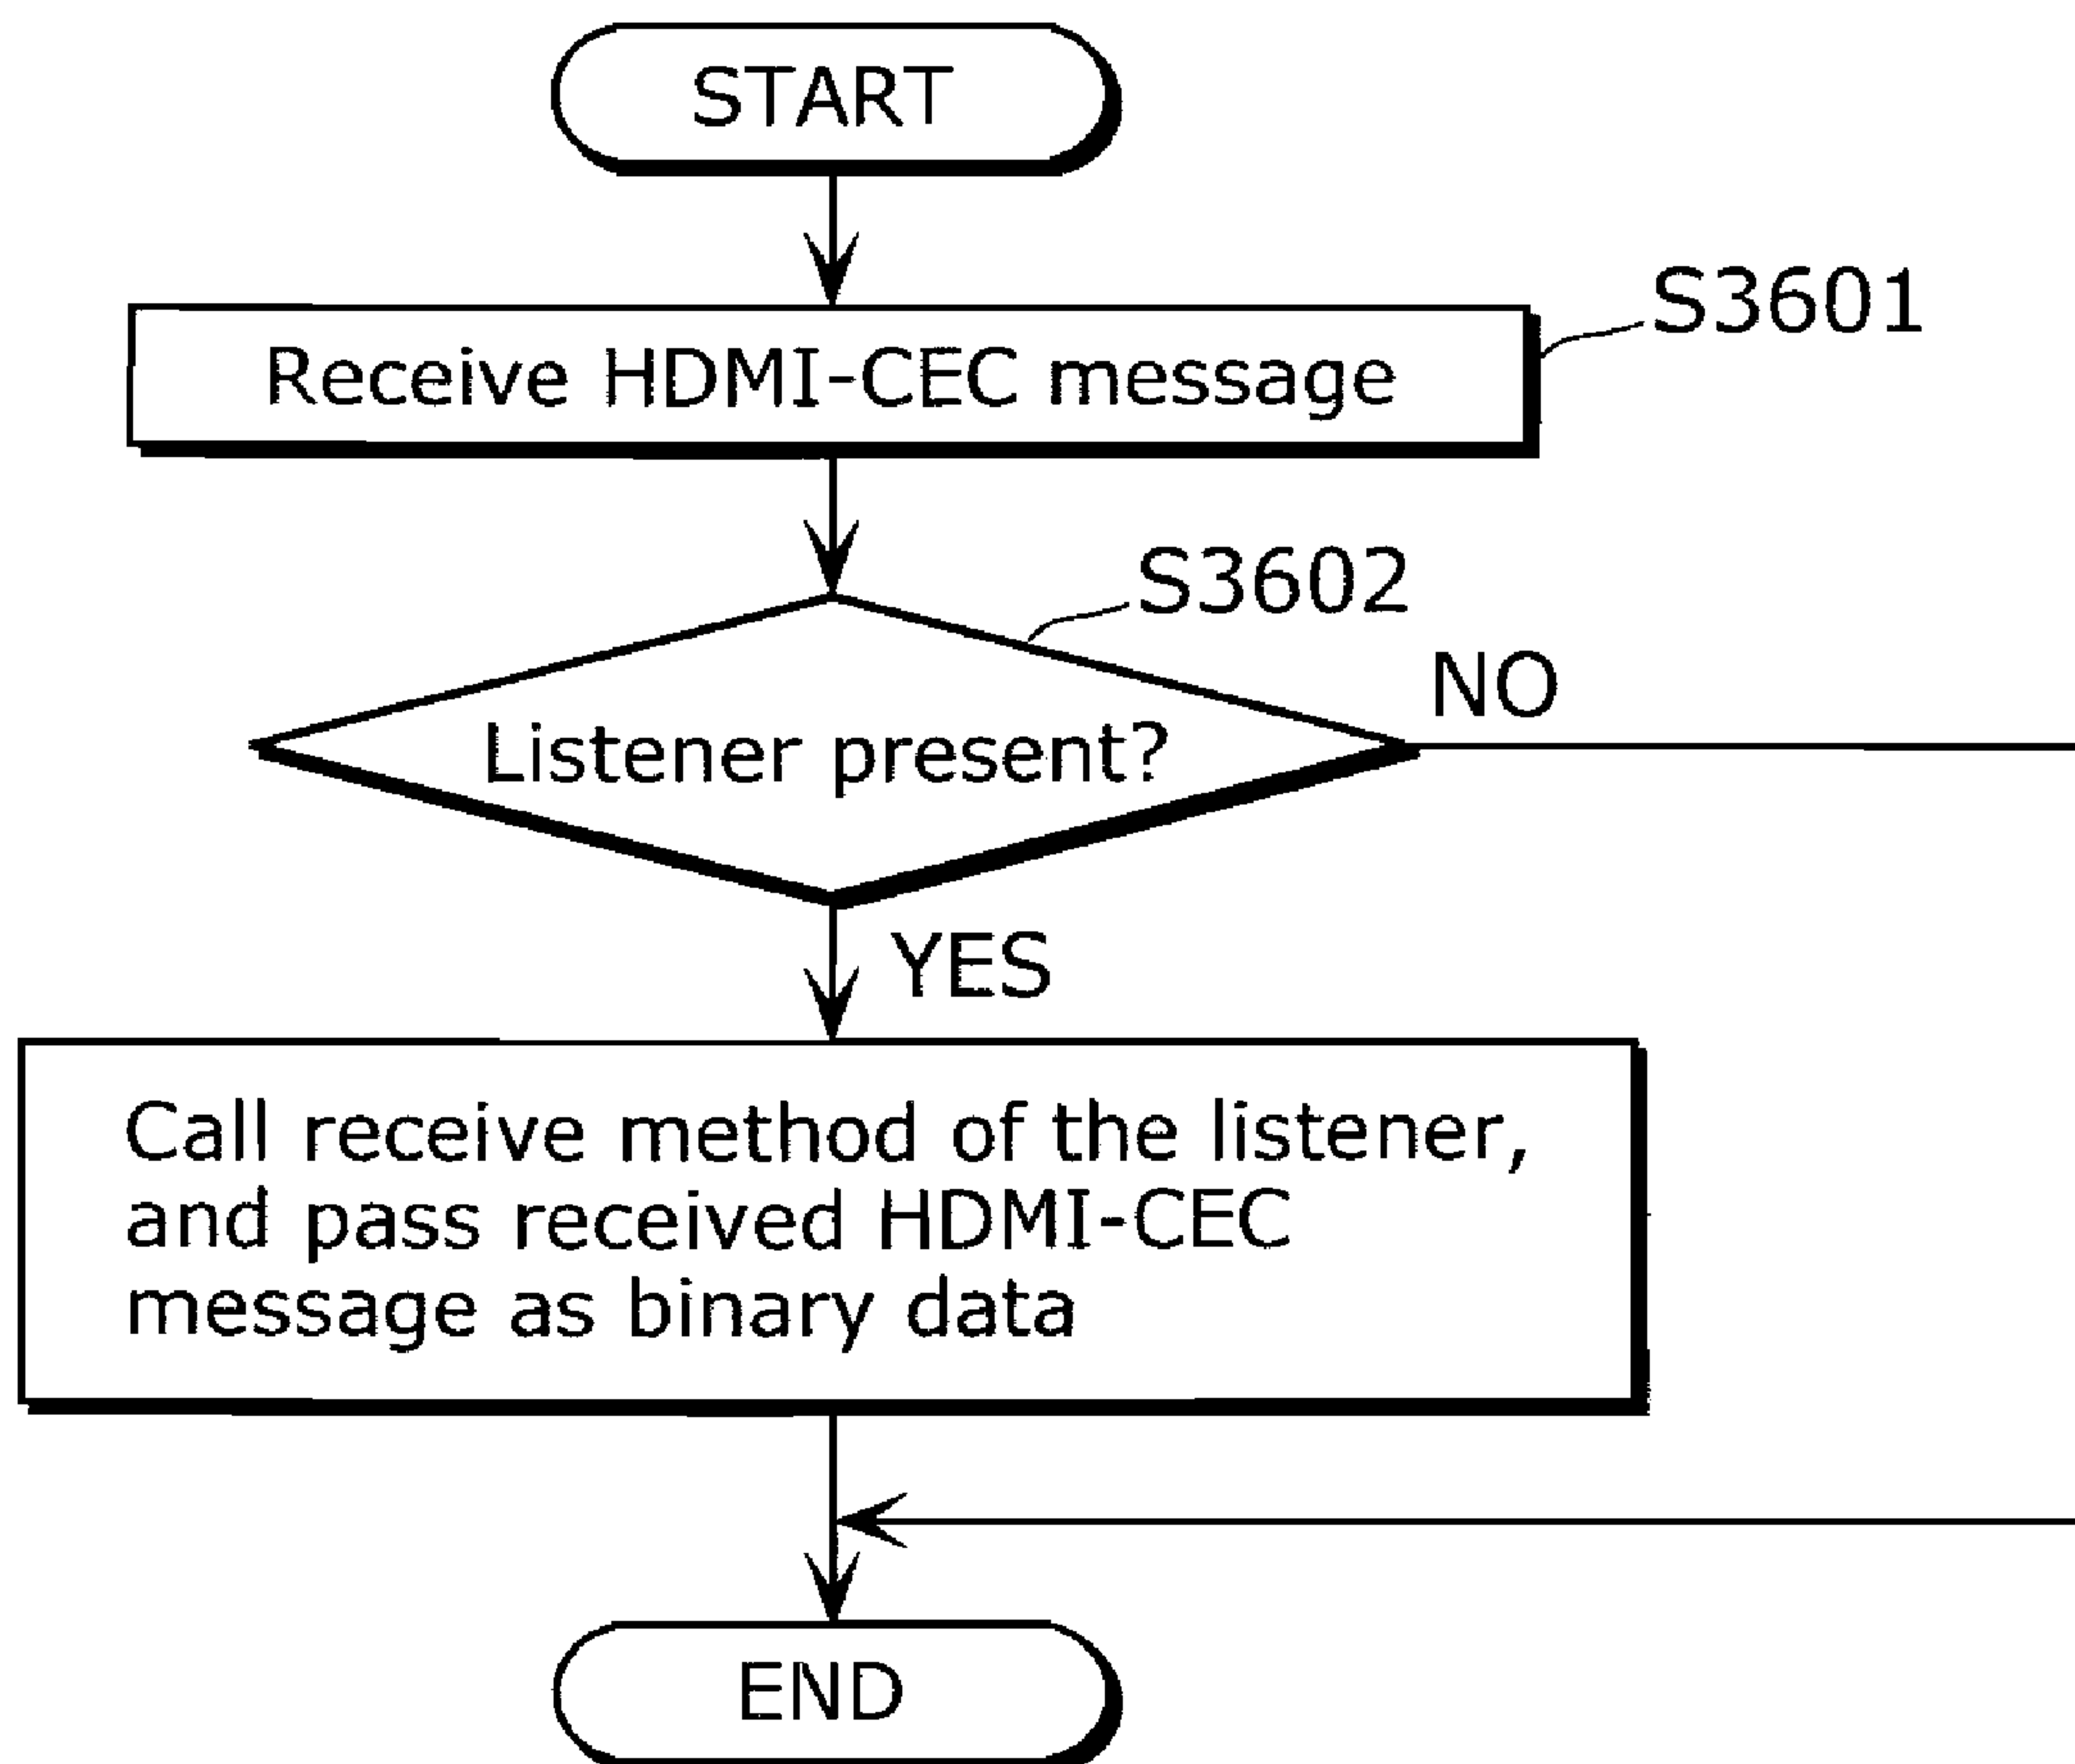 START
S3601
Receive HDMI-CEC message
S3602
NO
Listener present?
YES
Call receive method of the listener,
and pass received HDMI-CEC
message as binary data
END